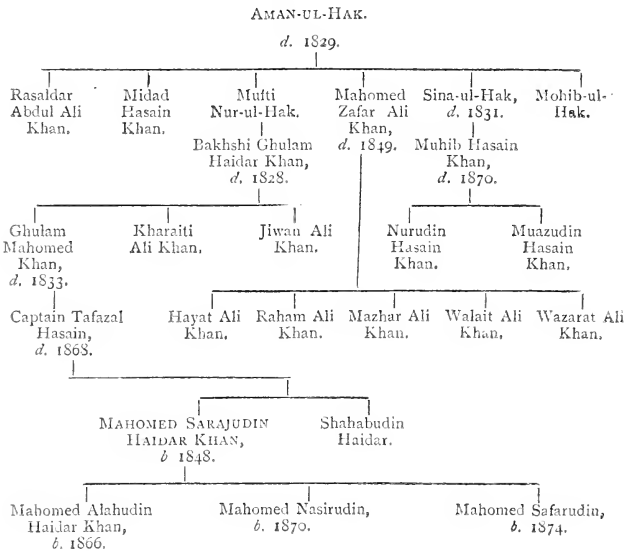 AMAN-UL-HAK.
d. 1829.
Rasaldar
Abdul Ali
Khan.
Midad
Hasain
Khan.
Mufti
Nur-ul-Hak.
Mahomed
Zafar Ali
Khan,
d. 1849.
Sina-ul-Hak,
d. 1831.
Mohib-ul-
Hak.
Bakhshi Ghulam
Haidar Khan,
d. 1828.
Muhib Hasain
Khan,
d. 1870.
Ghulam
Mahomed
Khan,
d. 1833.
Kharaiti
Ali Khan.
Jiwan Ali
Khan.
Nurudin
Hasain
Khan.
Muazudin
Hasain
Khan.
Captain Tafazal
Hasain,
d. 1868.
Hayat Ali
Khan.
Raham Ali
Khan.
Mazhar Ali
Khan.
Walait Ali
Khan.
Wazarat Ali
Khan.
MAHOMED SARAJUDIN
HAIDAR KHAN,
b 1848.
Shahabudin
Haidar.
Mahomed Alahudin
Haidar Khan,
b. 1866.
Mahomed Nasirudin,
b. 1870.
Mahomed Safarudin,
b. 1874.